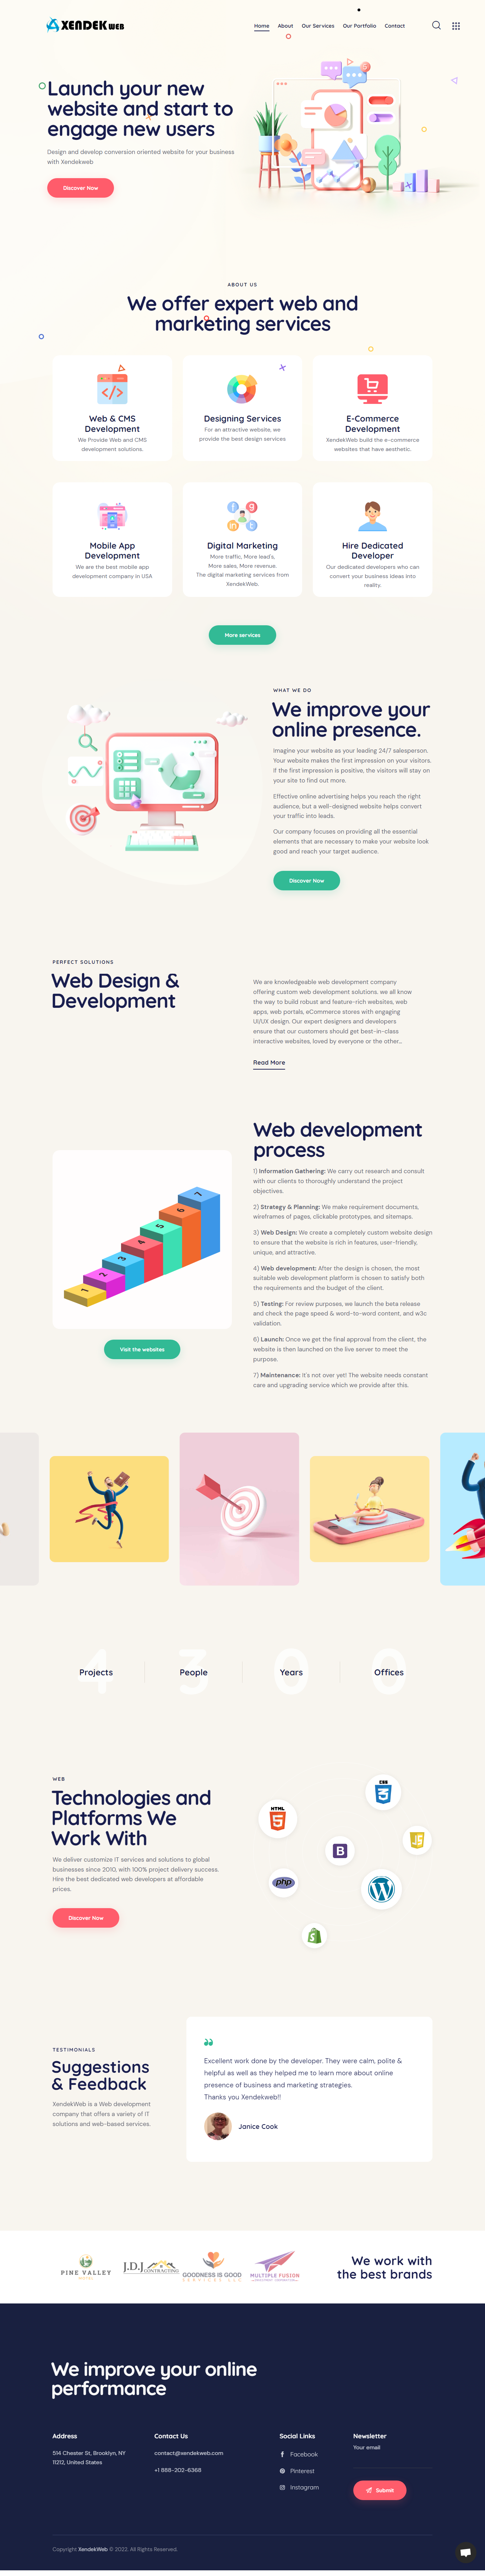 XENDEK WEB
Home About Our Services Our Portfolio Contact
Launch your new
website and start to
engage new users
Design and develop conversion oriented website for your business
with Xendekweb
Discover Now
ABOUT US
We offer expert web and
marketing services
Web & CMS
Development
We Provide Web and CMS
development solutions.
Designing Services
For an attractive website, we
provide the best design services
E-Commerce
Development
XendekWeb build the e-commerce
websites that have aesthetic.
Mobile App
Development
We are the best mobile app
development company in USA
Digital Marketing
More traffic, More lead's,
More sales, More revenue.
The digital marketing services from
XendekWeb.
Hire Dedicated
Developer
Our dedicated developers who can
convert your business ideas into
reality.
More services
WHAT WE DO
We improve your
online presence.
Imagine your website as your leading 24/7 salesperson.
Your website makes the first impression on your visitors.
If the first impression is positive, the visitors will stay on
your site to find out more.
Effective online advertising helps you reach the right
audience, but a well-designed website helps convert
your traffic into leads.
Our company focuses on providing all the essential
elements that are necessary to make your website look
good and reach your target audience.
Discover Now
PERFECT SOLUTIONS
Web Design &
Development
We are knowledgeable web development company
offering custom web development solutions. we all know
the way to build robust and feature-rich websites, web
apps, web portals, eCommerce stores with engaging
UI/UX design. Our expert designers and developers
ensure that our customers should get best-in-class
interactive websites, loved by everyone or the other...
Read More
1
2
3
4
5
6
7
Visit the websites
Web development
process
1) Information Gathering: We carry out research and consult
with our clients to thoroughly understand the project
objectives.
2) Strategy & Planning: We make requirement documents,
wireframes of pages, clickable prototypes, and sitemaps.
3) Web Design: We create a completely custom website design
to ensure that the website is rich in features, user-friendly,
unique, and attractive.
4) Web development: After the design is chosen, the most
suitable web development platform is chosen to satisfy both
the requirements and the budget of the client.
5) Testing: For review purposes, we launch the beta release
and check the page speed & word-to-word content, and w3c
validation.
6) Launch: Once we get the final approval from the client, the
website is then launched on the live server to meet the
purpose.
7) Maintenance: It's not over yet! The website needs constant
care and upgrading service which we provide after this.
4 3 0 0
Projects People Years Offices
WEB
Technologies and
Platforms We
Work With
We deliver customize IT services and solutions to global
businesses since 2010, with 100% project delivery success.
Hire the best dedicated web developers at affordable
prices.
Discover Now
HTML
5
CSS
3
JS
B
php
W
S
TESTIMONIALS
Suggestions
& Feedback
XendekWeb is a Web development
company that offers a variety of IT
solutions and web-based services.
Excellent work done by the developer. They were calm, polite &
helpful as well as they helped me to learn more about online
presence of business and marketing strategies.
Thanks you Xendekweb!!
Janice Cook
PINE VALLEY
MOTEL
J.D.J
CONTRACTING
GOODNESS IS GOOD
SERVICES LLC
MULTIPLE FUSION
We work with
the best brands
We improve your online
performance
Address
514 Chester St, Brooklyn, NY
11212, United States
Contact Us
contact@xendekweb.com
+1 888-202-6368
Social Links
Facebook
Pinterest
Instagram
Newsletter
Your email
Submit
Copyright XendekWeb © 2022. All Rights Reserved.